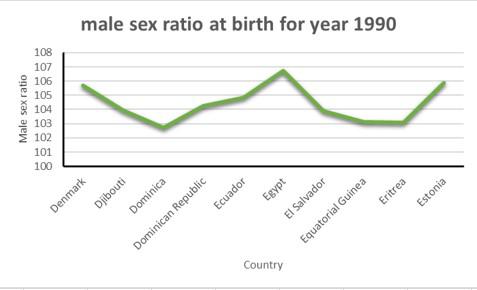 male sex ratio at birth for year 1990
108
107
106
105
104
103
102
101
100
Male sex ratio
Denmark
Djibouti
Dominica
Dominican Republic
Ecuador
Egypt
El Salvador
Equatorial Guinea
Eritrea
Estonia
Country